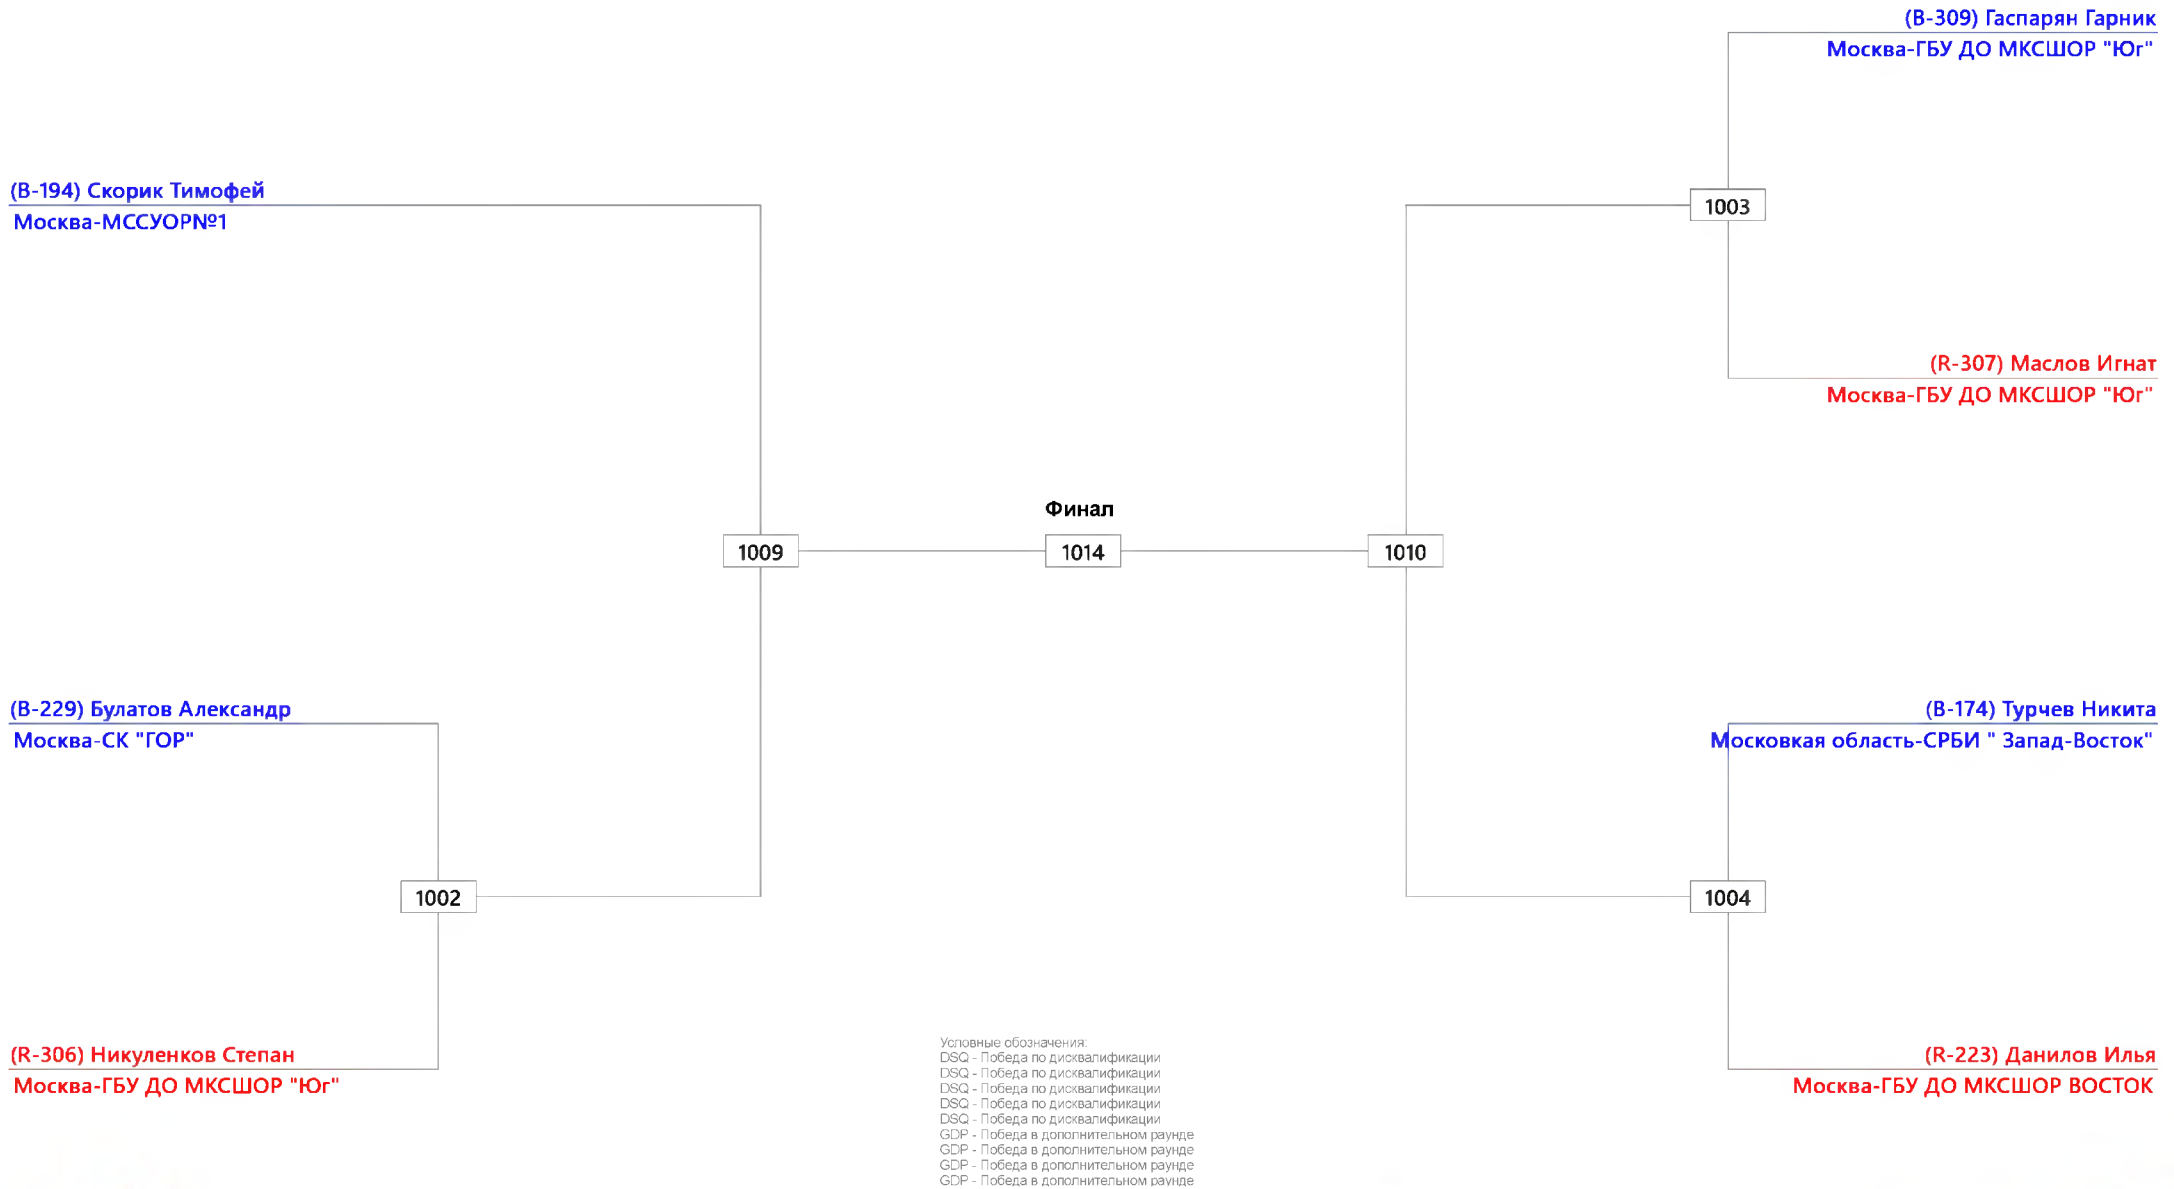 (B-309) Гаспарян Гарник
Москва-ГБУ ДО МКСШОР "Юг"
(B-194) Скорик Тимофей
Москва-МССУОР№1
1003
(R-307) Маслов Игнат
Москва-ГБУ ДО МКСШОР "Юг"
Финал
1009
1014
1010
(B-229) Булатов Александр
Москва-СК "ГОР"
(B-174) Турчев Никита
Московкая область-СРБИ " Запад-Восток"
1002
1004
(R-306) Никуленков Степан
Москва-ГБУ ДО МКСШОР "Юг"
(R-223) Данилов Илья
Москва-ГБУ ДО МКСШОР ВОСТОК
Условные обозначения:
DSQ - Победа по дисквалификации
DSQ - Победа по дисквалификации
DSQ - Победа по дисквалификации
DSQ - Победа по дисквалификации
DSQ - Победа по дисквалификации
GDP - Победа в дополнительном раунде
GDP - Победа в дополнительном раунде
GDP - Победа в дополнительном раунде
GDP - Победа в дополнительном раунде